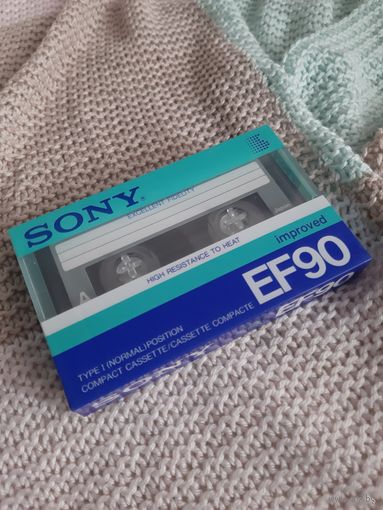 SONY
EXCELLENT FIDELITY
A
HIGH RESISTANCE TO HEAT
improved
EF90
TYPE I (NORMAL) POSITION
COMPACT CASSETTE/CASSETTE COMPACTE
SONY
EF90